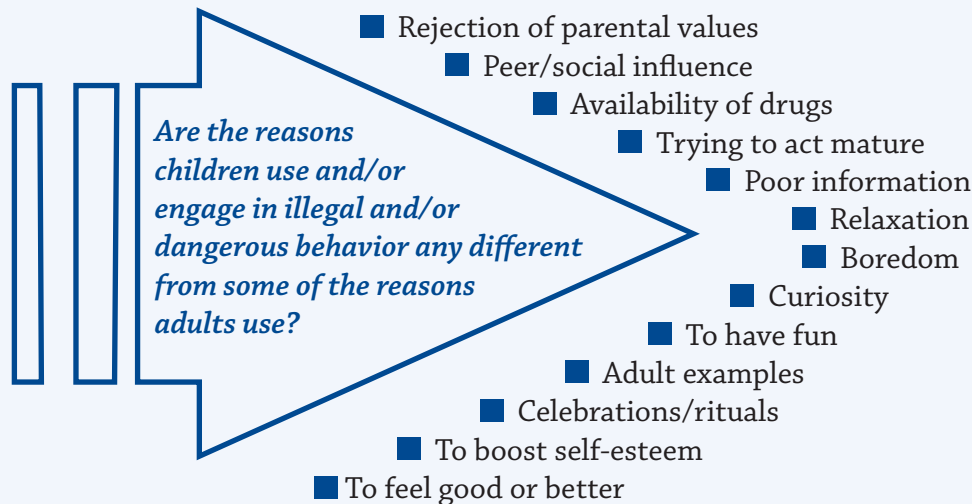 Are the reasons
children use and/or
engage in illegal and/or
dangerous behavior any different
from some of the reasons
adults use?
Rejection of parental values
Peer/social influence
Availability of drugs
Trying to act mature
Poor information
Relaxation
Boredom
Curiosity
To have fun
Adult examples
Celebrations/rituals
To boost self-esteem
To feel good or better